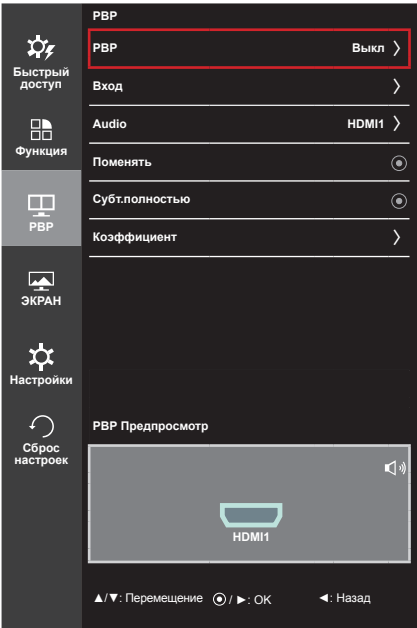 PBP
PBP Выкл
Вход
Audio HDMI1
Поменять
Субт.полностью
Коэффициент
Быстрый
доступ
Функция
PBP
ЭКРАН
Настройки
Сброс
настроек
PBP Предпросмотр
HDMI1
▲/▼: Перемещение ⦿ / ►: OK ◄: Назад